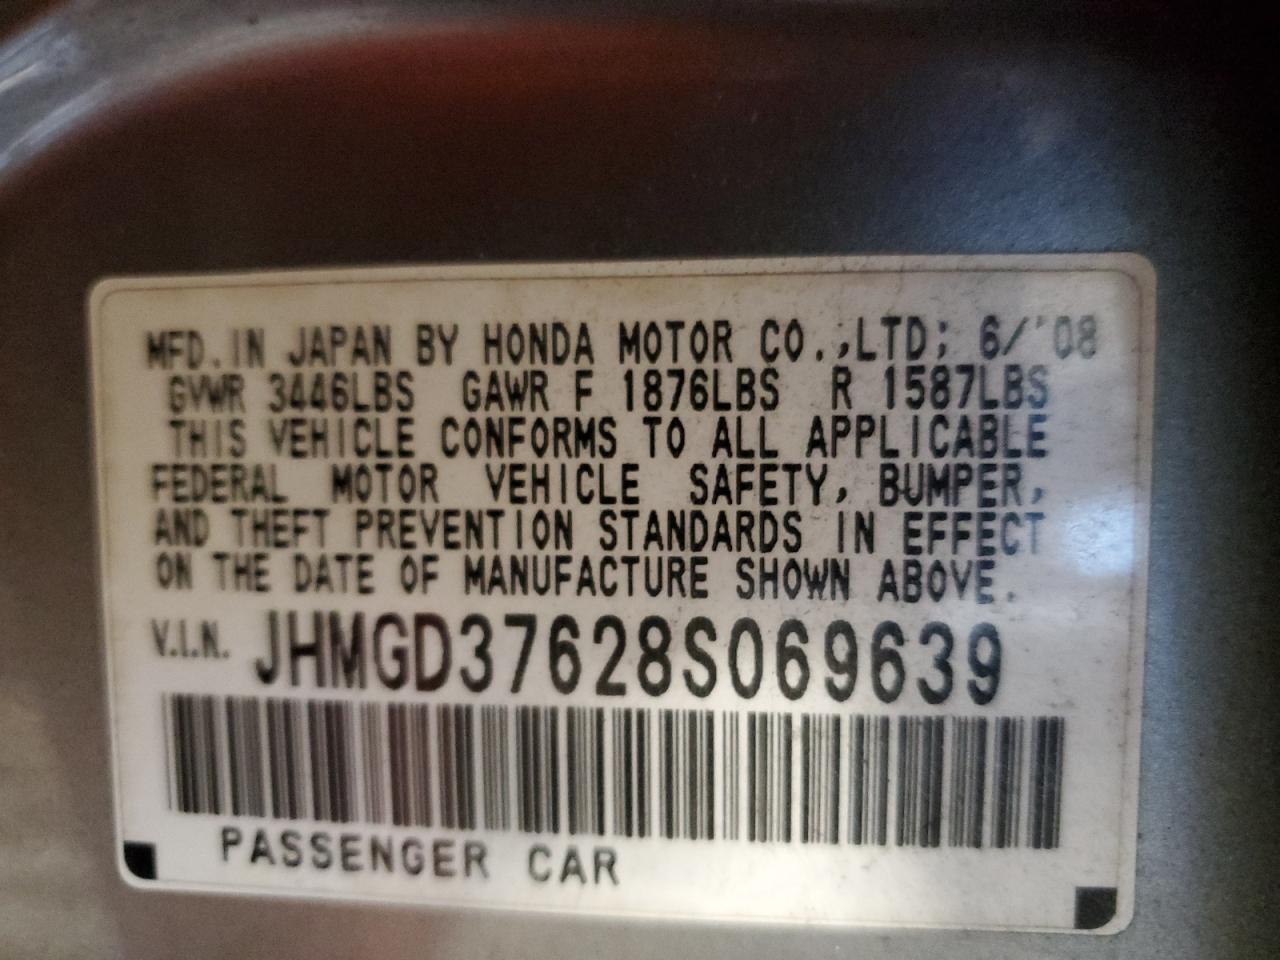 MFD. IN JAPAN BY HONDA MOTOR CO.,LTD; 6/'08
GVWR 3446LBS GAWR F 1876LBS R 1587LBS
THIS VEHICLE CONFORMS TO ALL APPLICABLE
FEDERAL MOTOR VEHICLE SAFETY, BUMPER,
AND THEFT PREVENTION STANDARDS IN EFFECT
ON THE DATE OF MANUFACTURE SHOWN ABOVE.
V.I.N. JHMGD37628S069639
PASSENGER CAR